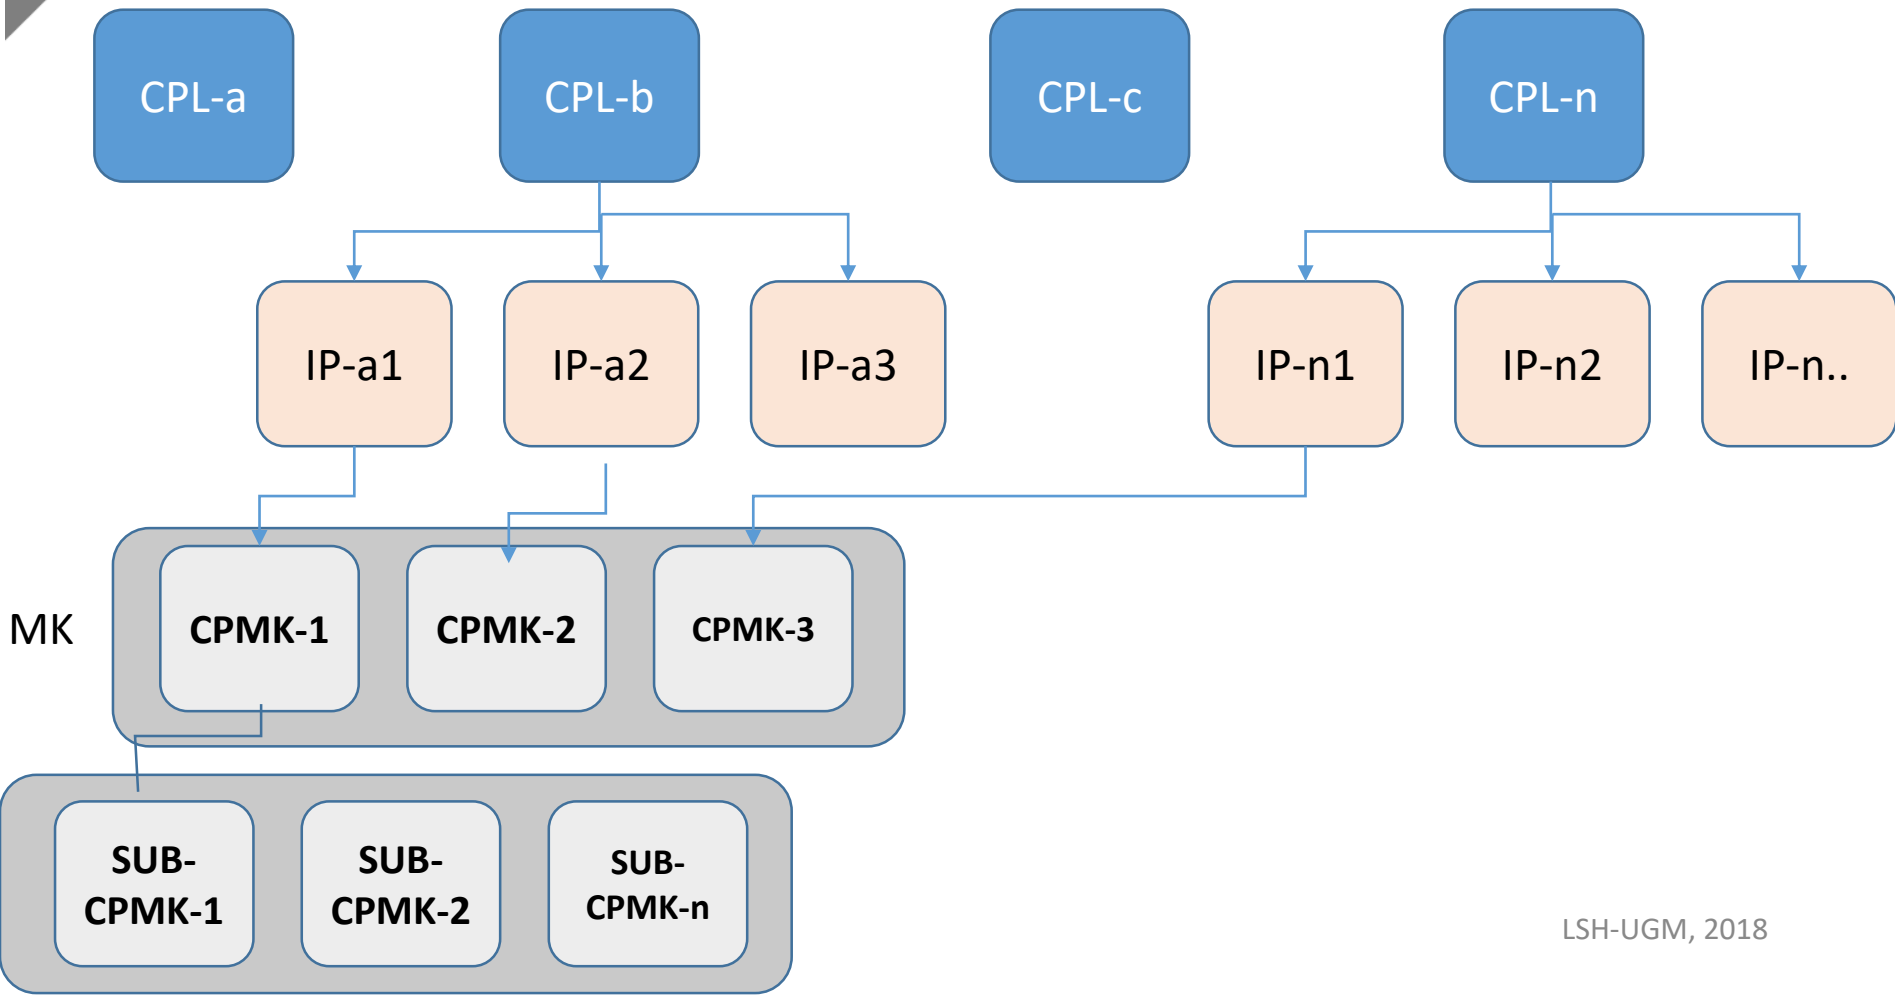 CPL-a
CPL-b
CPL-c
CPL-n
IP-a1
IP-a2
IP-a3
IP-n1
IP-n2
IP-n..
MK
CPMK-1
CPMK-2
CPMK-3
SUB-
CPMK-1
SUB-
CPMK-2
SUB-
CPMK-n
LSH-UGM, 2018